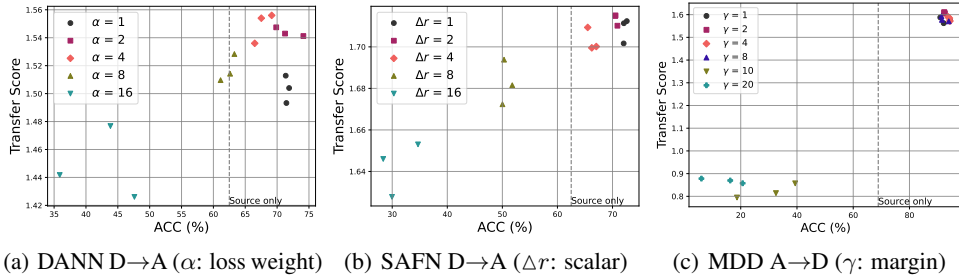 Transfer Score
1.56
1.54
1.52
1.50
1.48
1.46
1.44
1.42
α = 1
α = 2
α = 4
α = 8
α = 16
Source only
35 40 45 50 55 60 65 70 75
ACC (%)
(a) DANN D→A (α: loss weight)
Transfer Score
1.70
1.68
1.66
1.64
Δr = 1
Δr = 2
Δr = 4
Δr = 8
Δr = 16
Source only
30 40 50 60 70
ACC (%)
(b) SAFN D→A (△r: scalar)
Transfer Score
1.6
1.5
1.4
1.3
1.2
1.1
1.0
0.9
0.8
γ = 1
γ = 2
γ = 4
γ = 8
γ = 10
γ = 20
Source only
20 40 60 80
ACC (%)
(c) MDD A→D (γ: margin)